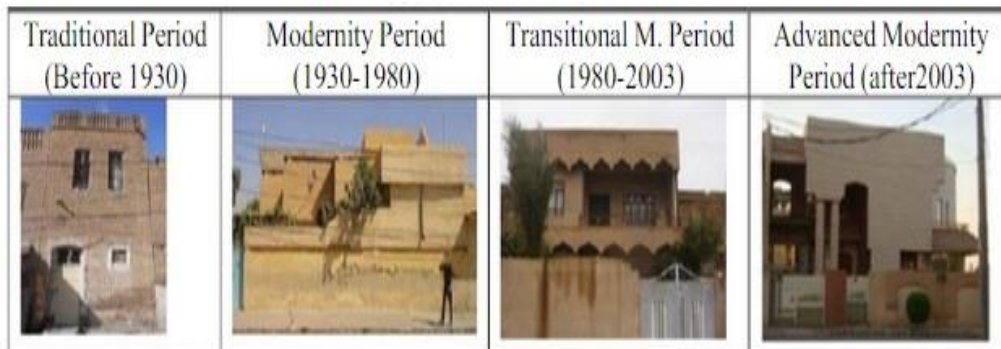 Traditional Period
(Before 1930)
Modernity Period
(1930-1980)
Transitional M. Period
(1980-2003)
Advanced Modernity
Period (after2003)